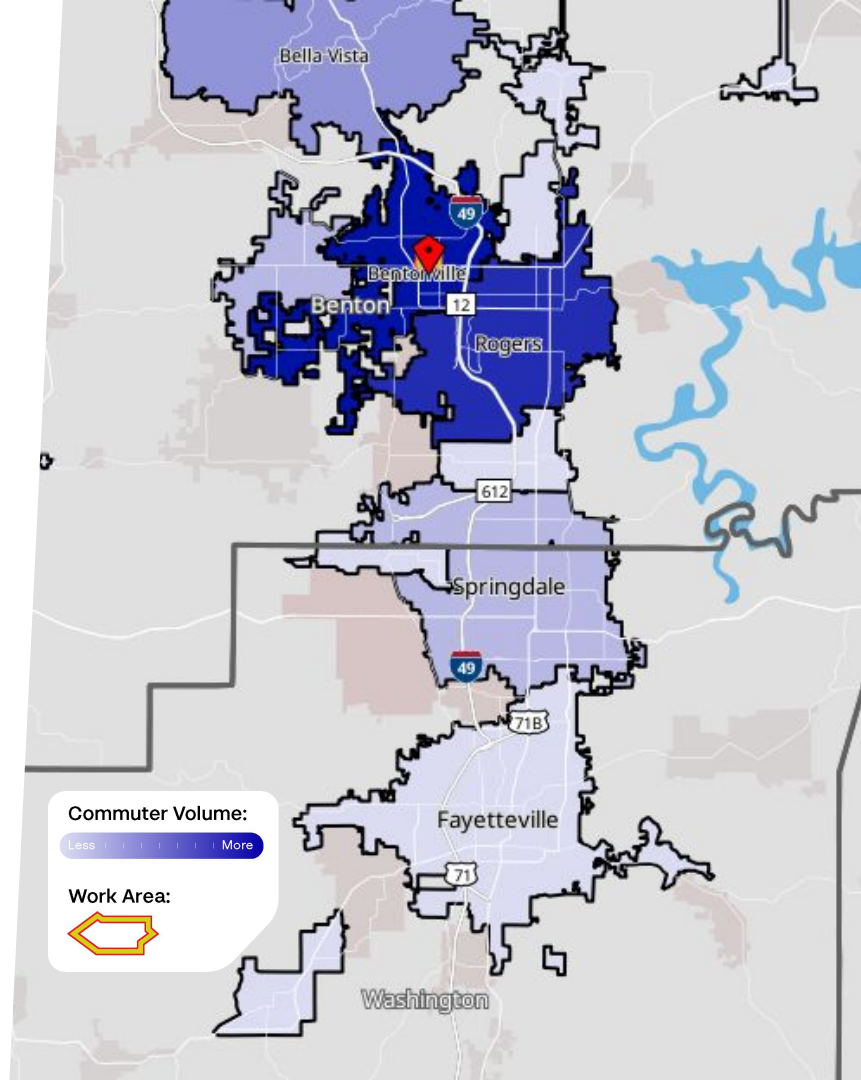 Bella Vista
49
Bentonville
Benton
12
Rogers
612
Springdale
49
71B
Commuter Volume:
Less
More
Fayetteville
71
Work Area:
Washington